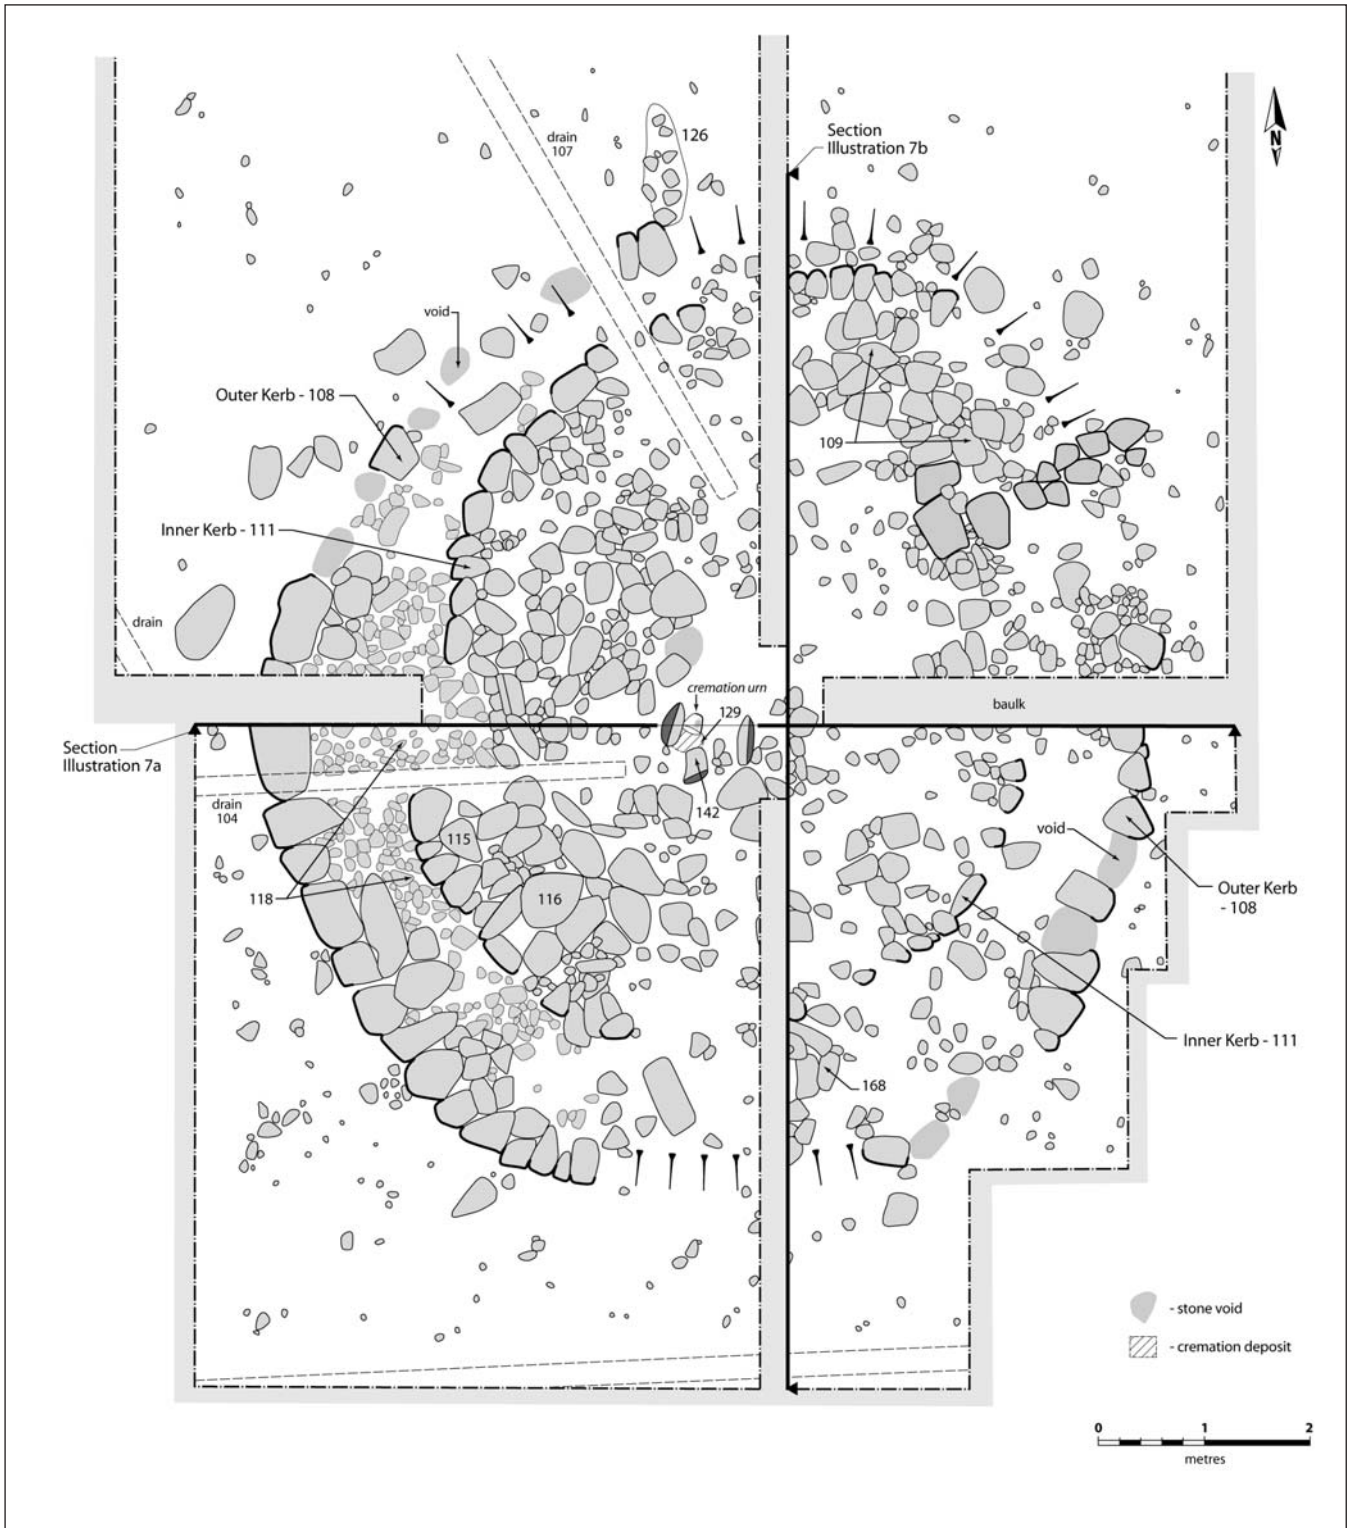 drain
107
126
Section
Illustration 7b
N
void
Outer Kerb - 108
109
Inner Kerb - 111
drain
cremation urn
129
baulk
Section
Illustration 7a
drain
104
142
115
void
118
116
Outer Kerb
- 108
Inner Kerb - 111
168
- stone void
- cremation deposit
0 1 2
metres